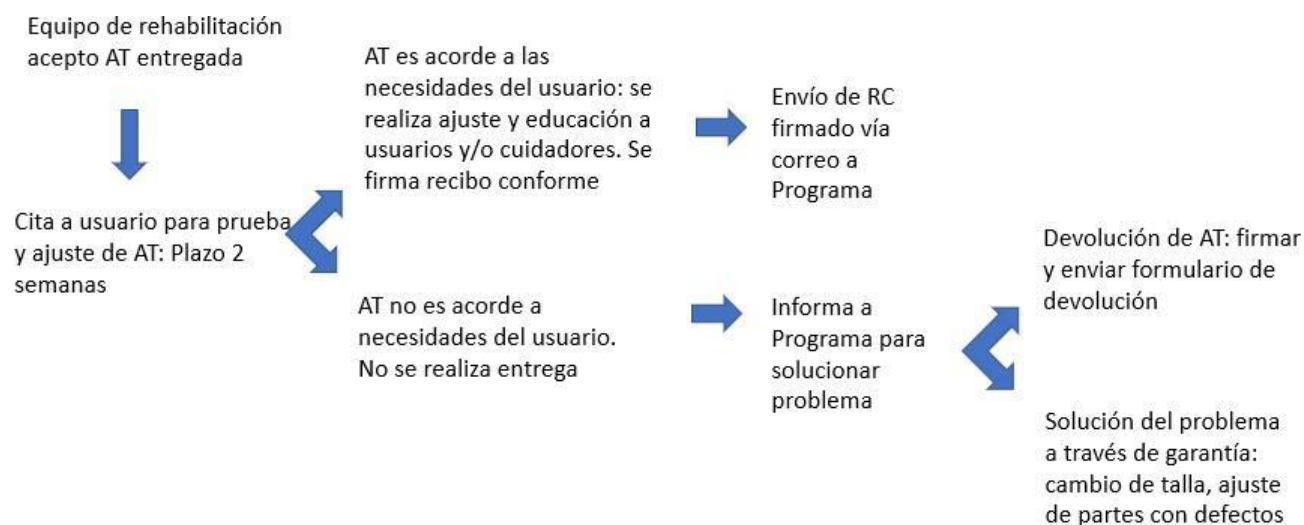 Equipo de rehabilitación
acepto AT entregada
Cita a usuario para prueba
y ajuste de AT: Plazo 2
semanas
AT es acorde a las
necesidades del usuario: se
realiza ajuste y educación a
usuarios y/o cuidadores. Se
firma recibo conforme
Envío de RC
firmado vía
correo a
Programa
AT no es acorde a
necesidades del usuario.
No se realiza entrega
Informa a
Programa para
solucionar
problema
Devolución de AT: firmar
y enviar formulario de
devolución
Solución del problema
a través de garantía:
cambio de talla, ajuste
de partes con defectos